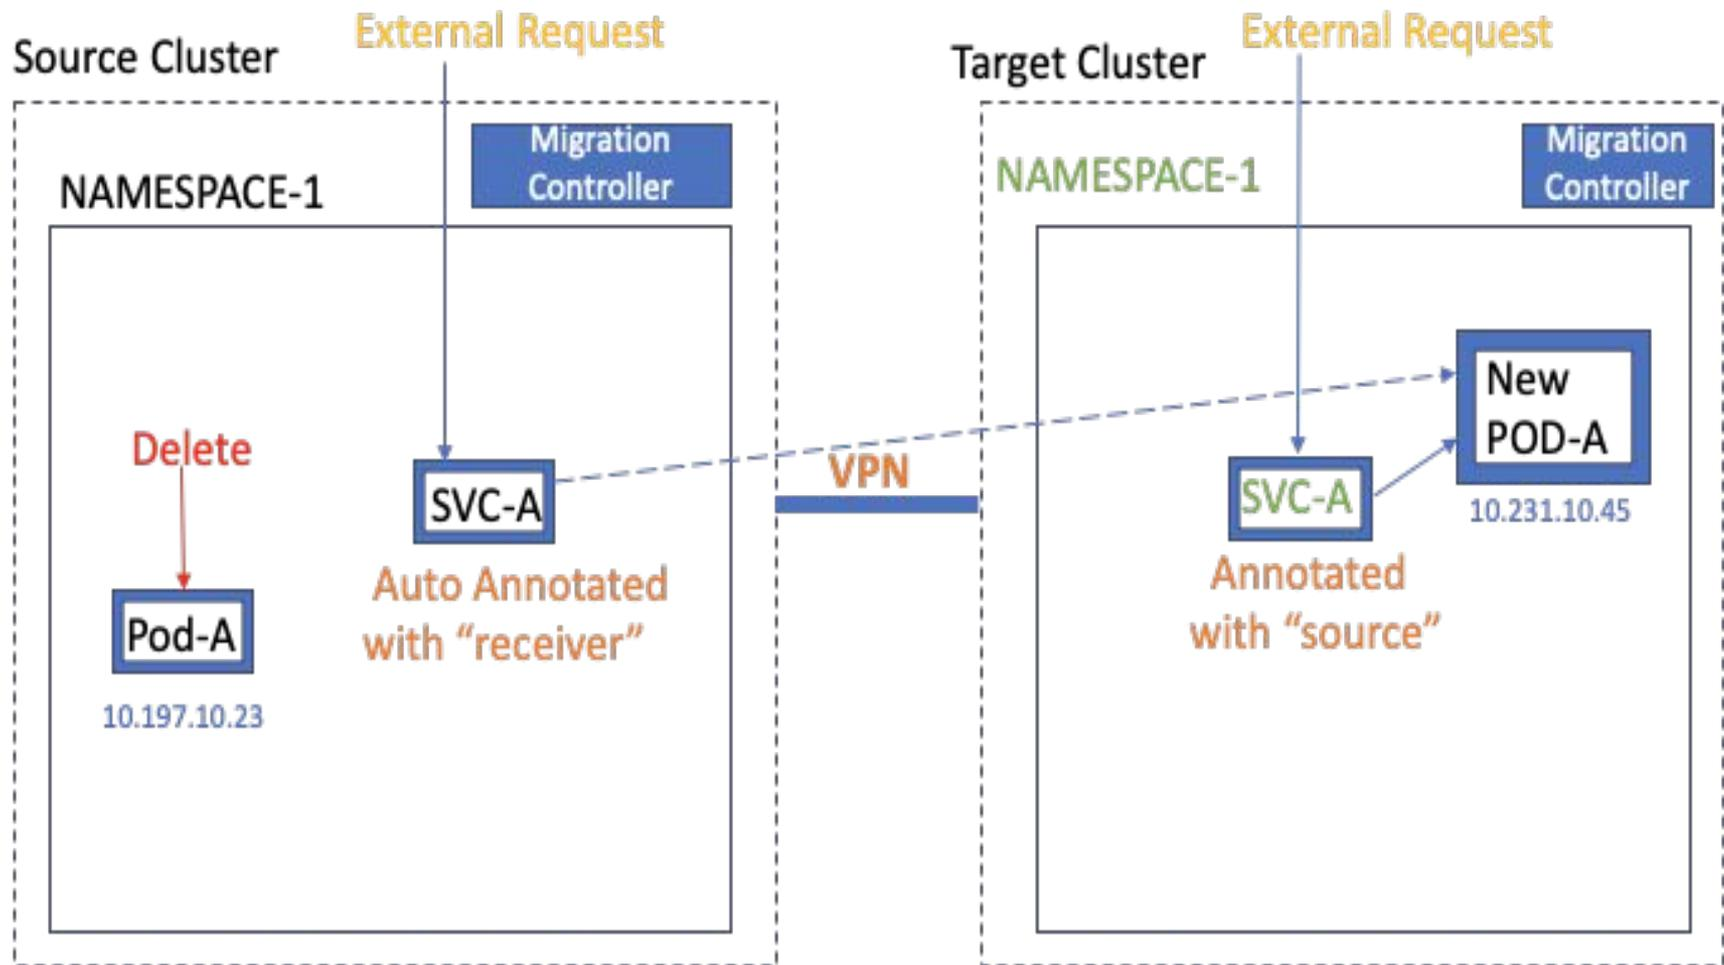 External Request
Source Cluster
Migration
Controller
NAMESPACE-1
Delete
SVC-A
Auto Annotated
with “receiver”
Pod-A
10.197.10.23
VPN
External Request
Target Cluster
Migration
Controller
NAMESPACE-1
New
POD-A
10.231.10.45
SVC-A
Annotated
with “source”